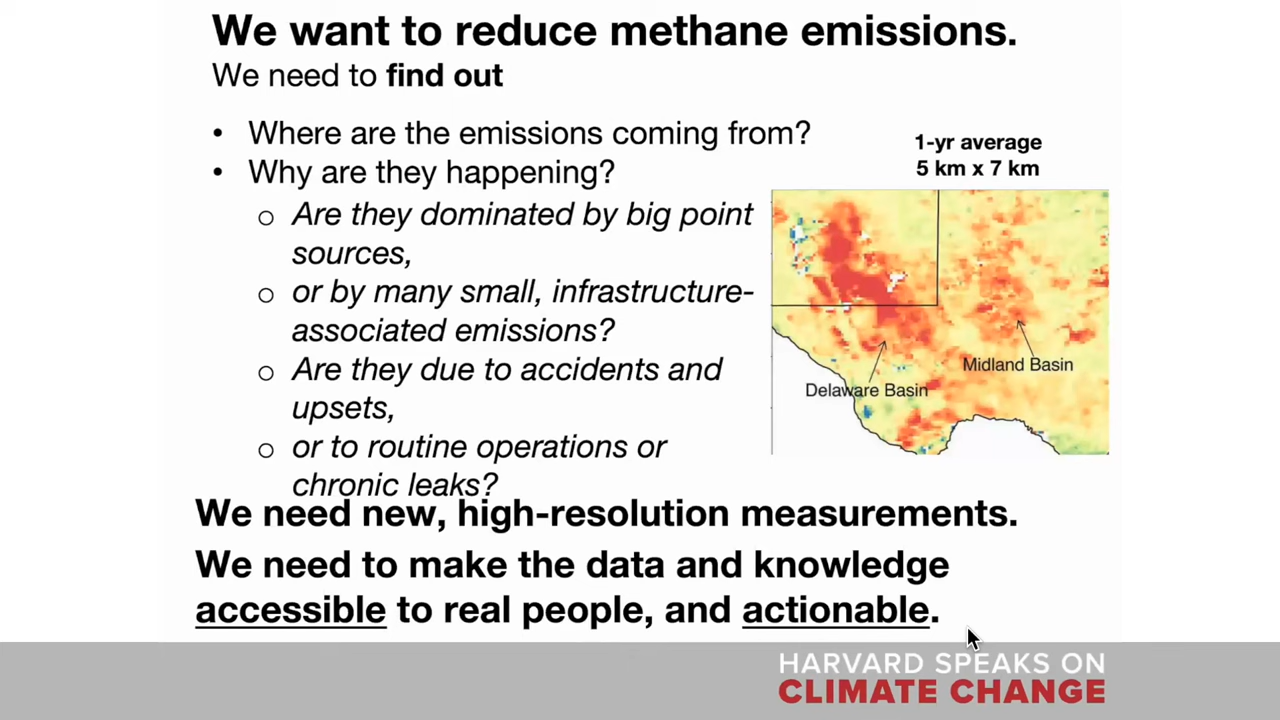 We want to reduce methane emissions.
We need to find out
• Where are the emissions coming from?
• Why are they happening?
o Are they dominated by big point
sources,
o or by many small, infrastructure-
associated emissions?
o Are they due to accidents and
upsets,
o or to routine operations or
chronic leaks?
1-yr average
5 km x 7 km
Midland Basin
Delaware Basin
We need new, high-resolution measurements.
We need to make the data and knowledge
accessible to real people, and actionable.
HARVARD SPEAKS ON
CLIMATE CHANGE